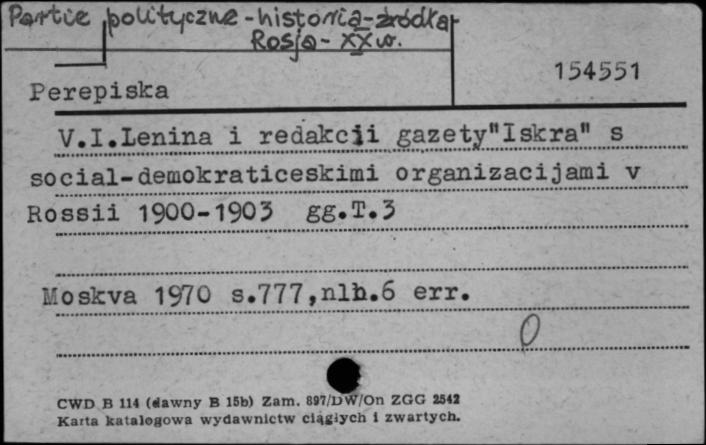 Partie polityczne - historia - źródła
Rosja - XX w.
154551
Perepiska
V.I.Lenina i redakcji gazety"Iskra" s
social-demokraticeskimi organizacijami v
Rossii 1900-1903 gg.T.3
Moskva 1970 s.777,nlb.6 err.
0
CWD B 114 (dawny B 15b) Zam. 897/DW/On ZGG 2542
Karta katalogowa wydawnictw ciągłych i zwartych.